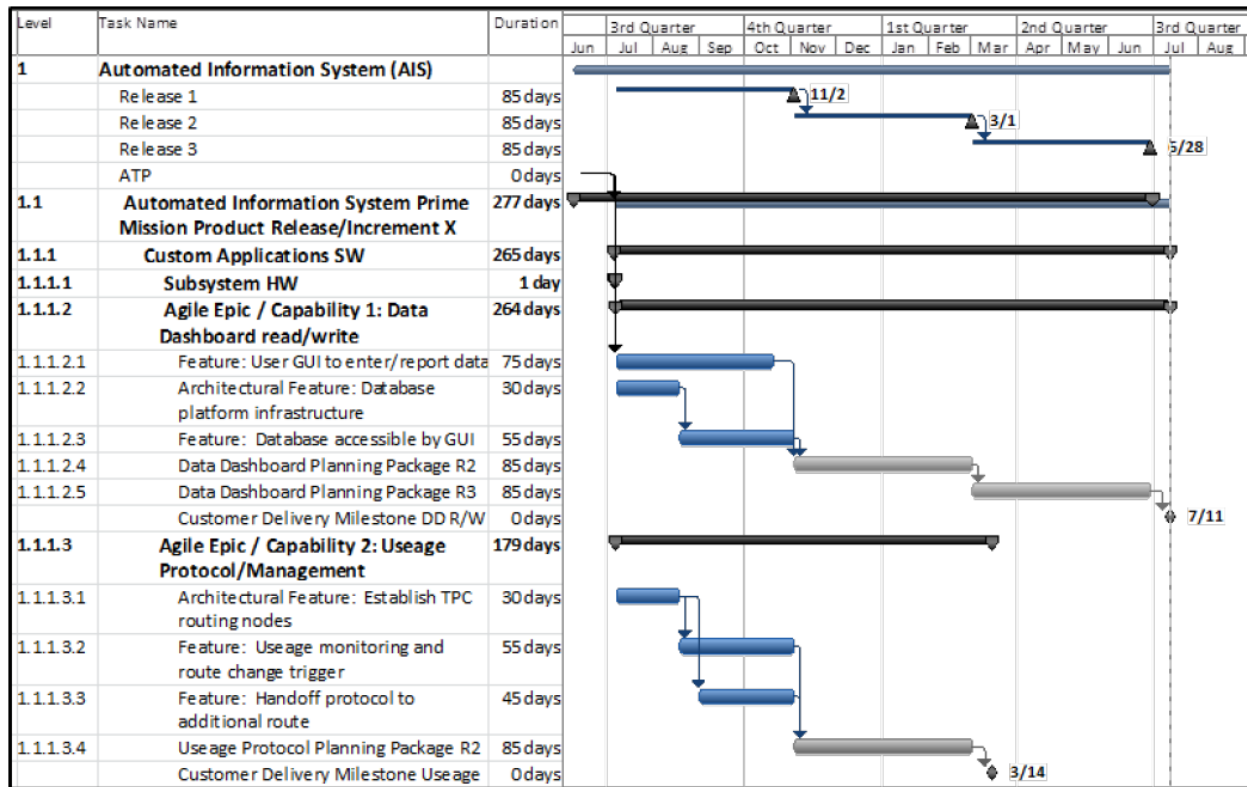 Level Task Name Duration 3rd Quarter 4th Quarter 1st Quarter 2nd Quarter 3rd Quarter
Jun Jul Aug Sep Oct Nov Dec Jan Feb Mar Apr May Jun Jul Aug
1 Automated Information System (AIS)
Release 1 85 days 11/2
Release 2 85 days 3/1
Release 3 85 days 6/28
ATP 0 days
1.1 Automated Information System Prime 277 days
Mission Product Release/Increment X
1.1.1 Custom Applications SW 265 days
1.1.1.1 Subsystem HW 1 day
1.1.1.2 Agile Epic / Capability 1: Data 264 days
Dashboard read/write
1.1.1.2.1 Feature: User GUI to enter/report data 75 days
1.1.1.2.2 Architectural Feature: Database 30 days
platform infrastructure
1.1.1.2.3 Feature: Database accessible by GUI 55 days
1.1.1.2.4 Data Dashboard Planning Package R2 85 days
1.1.1.2.5 Data Dashboard Planning Package R3 85 days
Customer Delivery Milestone DD R/W 0 days 7/11
1.1.1.3 Agile Epic / Capability 2: Useage 179 days
Protocol/Management
1.1.1.3.1 Architectural Feature: Establish TPC 30 days
routing nodes
1.1.1.3.2 Feature: Useage monitoring and 55 days
route change trigger
1.1.1.3.3 Feature: Handoff protocol to 45 days
additional route
1.1.1.3.4 Useage Protocol Planning Package R2 85 days
Customer Delivery Milestone Useage 0 days 3/14